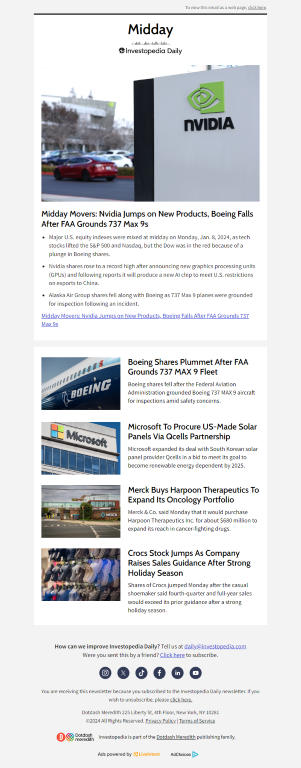 To view this email as a web page, click here.
Midday
Investopedia Daily
NVIDIA
Midday Movers: Nvidia Jumps on New Products, Boeing Falls
After FAA Grounds 737 Max 9s
• Major U.S. equity indexes were mixed at midday on Monday, Jan. 8, 2024, as tech
stocks lifted the S&P 500 and Nasdaq, but the Dow was in the red because of a
plunge in Boeing shares.
• Nvidia shares rose to a record high after announcing new graphics processing units
(GPUs) and following reports it will produce a new AI chip to meet U.S. restrictions
on exports to China.
• Alaska Air Group shares fell along with Boeing as 737 Max 9 planes were grounded
for inspection following an incident.
Midday Movers: Nvidia Jumps on New Products, Boeing Falls After FAA Grounds 737
Max 9s
BOEING
Boeing Shares Plummet After FAA
Grounds 737 MAX 9 Fleet
Boeing shares fell after the Federal Aviation
Administration grounded Boeing 737 MAX 9 aircraft
for inspections amid safety concerns.
Microsoft
Microsoft To Procure US-Made Solar
Panels Via Qcells Partnership
Microsoft expanded its deal with South Korean solar
panel provider Qcells in a bid to meet its goal to
become renewable energy dependent by 2025.
MERCK
Merck Buys Harpoon Therapeutics To
Expand Its Oncology Portfolio
Merck & Co. said Monday that it would purchase
Harpoon Therapeutics Inc. for about $680 million to
expand its reach in cancer-fighting drugs.
Crocs Stock Jumps As Company
Raises Sales Guidance After Strong
Holiday Season
Shares of Crocs jumped Monday after the casual
shoemaker said fourth-quarter and full-year sales
would exceed its prior guidance after a strong
holiday season.
How can we improve Investopedia Daily? Tell us at daily@investopedia.com
Were you sent this by a friend? Click here to subscribe.
You are receiving this newsletter because you subscribed to the Investopedia Daily newsletter. If you
wish to unsubscribe, please click here.
Dotdash Meredith 225 Liberty St, 4th Floor, New York, NY 10281
©2024 All Rights Reserved. Privacy Policy | Terms of Service
Dotdash
meredith
Investopedia is part of the Dotdash Meredith publishing family.
Ads powered by LiveIntent
AdChoices